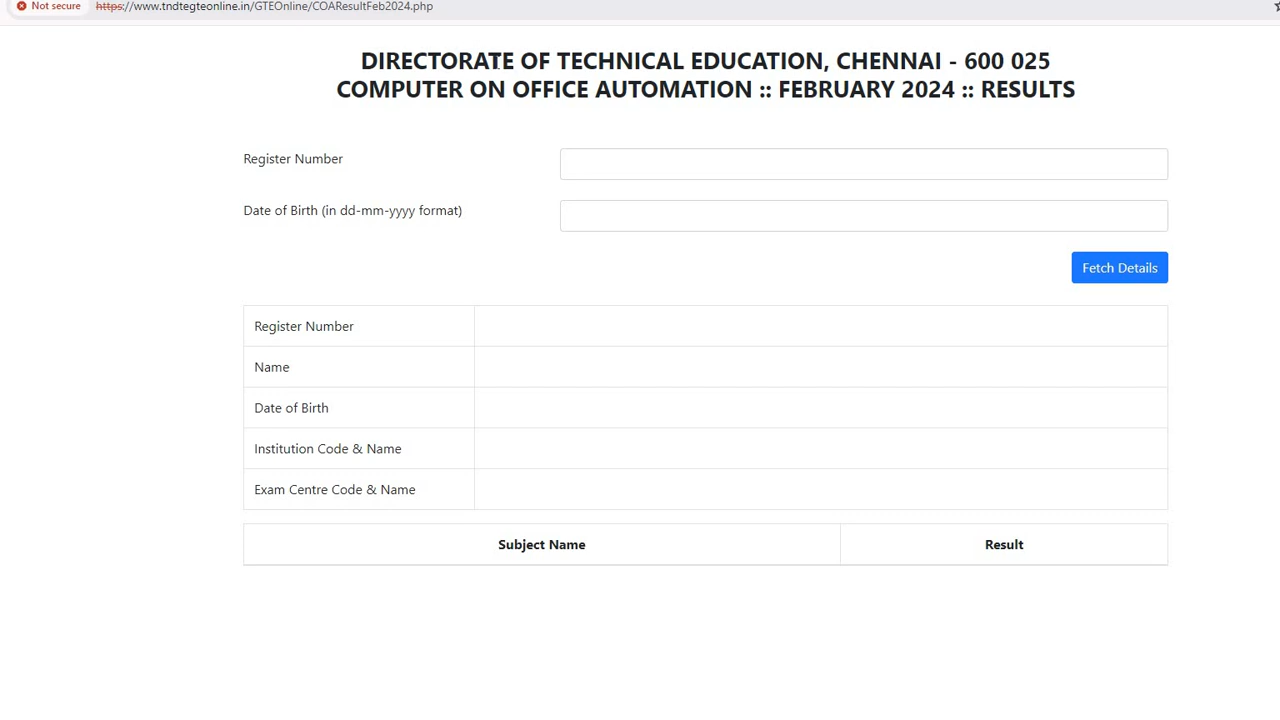 Not secure https://www.tndtegteonline.in/GTEOnline/COAResultFeb2024.php
DIRECTORATE OF TECHNICAL EDUCATION, CHENNAI - 600 025
COMPUTER ON OFFICE AUTOMATION :: FEBRUARY 2024 :: RESULTS
Register Number
Date of Birth (in dd-mm-yyyy format)
Fetch Details
Register Number
Name
Date of Birth
Institution Code & Name
Exam Centre Code & Name
Subject Name Result